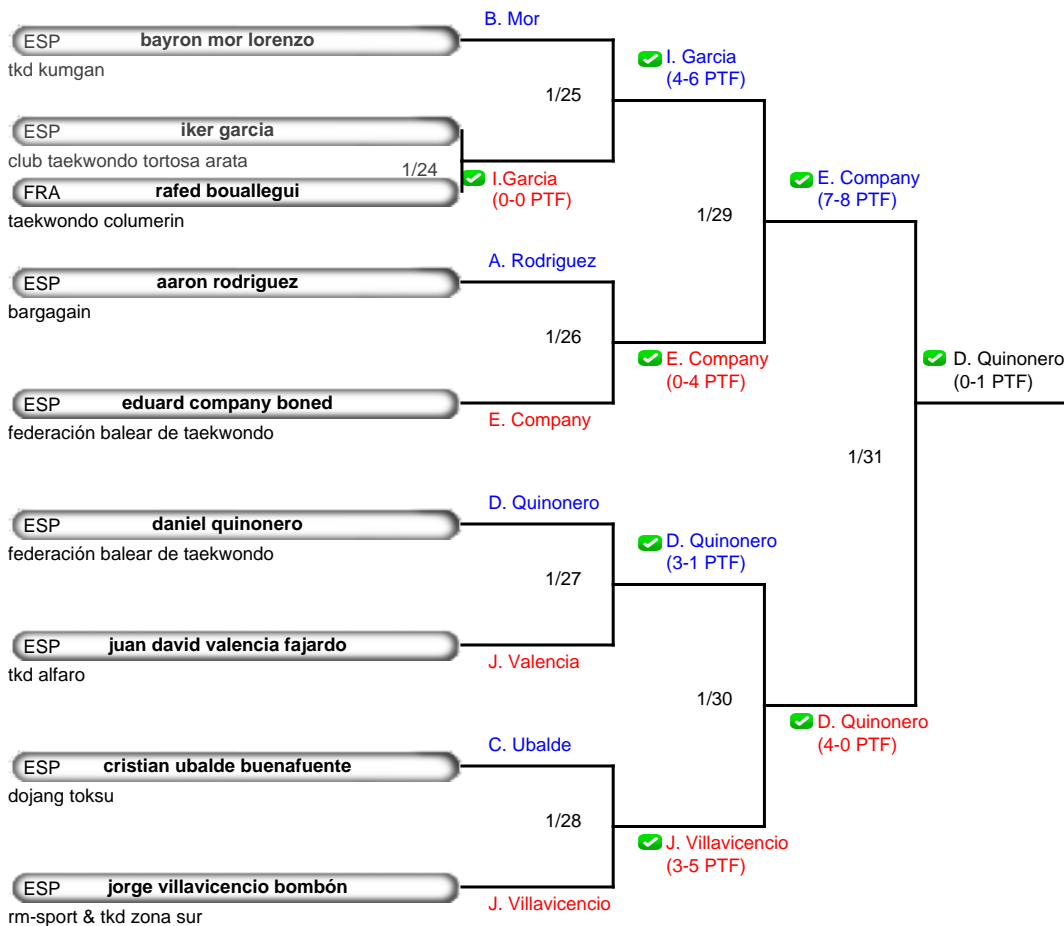 B. Mor
ESP bayron mor lorenzo
tkd kumgan
I. Garcia
(4-6 PTF)
1/25
ESP iker garcia
club taekwondo tortosa arata
1/24
I.Garcia
(0-0 PTF)
FRA rafed bouallegui
taekwondo columerin
E. Company
(7-8 PTF)
1/29
A. Rodriguez
ESP aaron rodriguez
bargagain
1/26
E. Company
(0-4 PTF)
D. Quinonero
(0-1 PTF)
ESP eduard company boned
E. Company
federación balear de taekwondo
1/31
D. Quinonero
ESP daniel quinonero
federación balear de taekwondo
D. Quinonero
(3-1 PTF)
1/27
ESP juan david valencia fajardo
J. Valencia
tkd alfaro
1/30
D. Quinonero
(4-0 PTF)
C. Ubalde
ESP cristian ubalde buenafuente
dojang toksu
1/28
J. Villavicencio
(3-5 PTF)
ESP jorge villavicencio bombón
J. Villavicencio
rm-sport & tkd zona sur